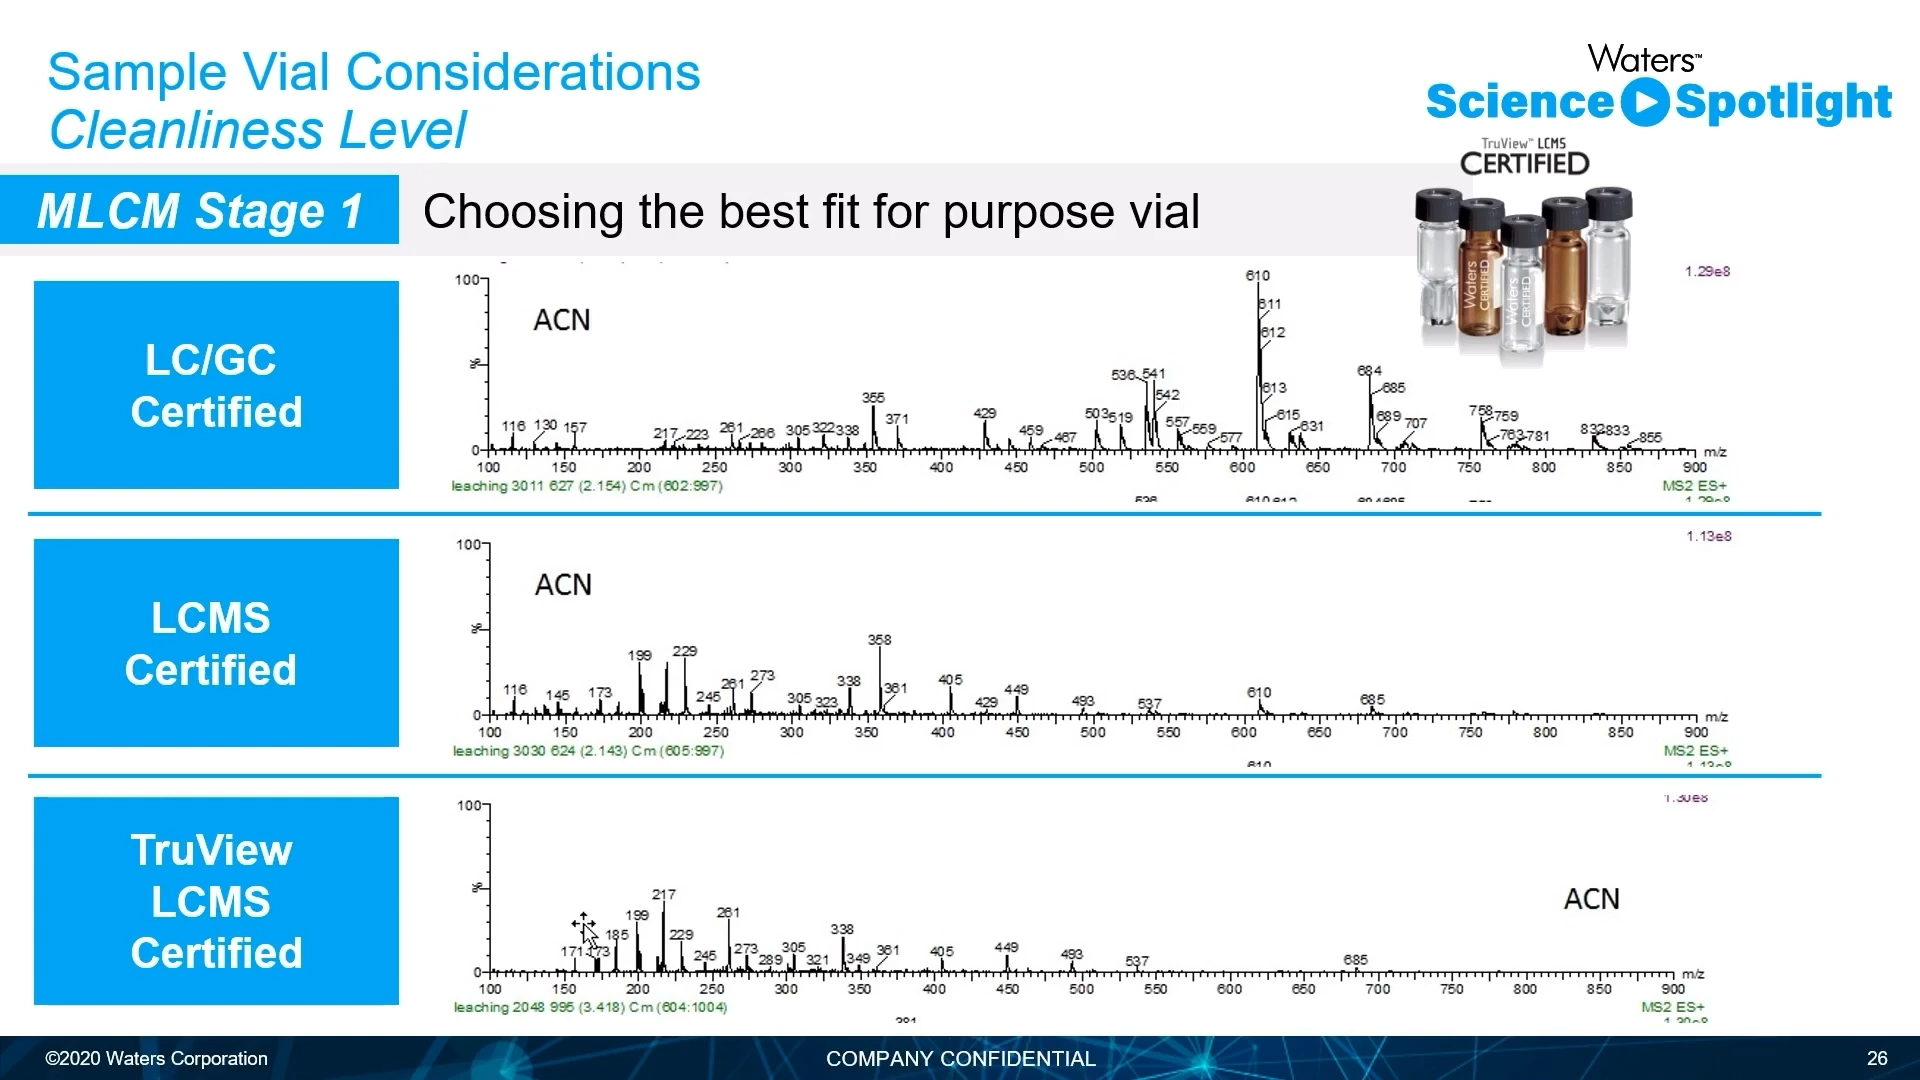 Sample Vial Considerations
Cleanliness Level
Waters™
Science Spotlight
TruView™ LCMS
CERTIFIED
MLCM Stage 1
Choosing the best fit for purpose vial
Waters CERTIFIED
Waters CERTIFIED
LC/GC
Certified
1.29e8
100
ACN
%
0
116 130 157 217 223 261 266 305 322 338 355 371 429 459 467 503 519 536 541 542 557 559 577 610 611 612 613 615 631 684 685 689 707 758 759 763 781 832 833 855
100 150 200 250 300 350 400 450 500 550 600 650 700 750 800 850 900 m/z
leaching 3011 627 (2.154) Cm (602:997)
MS2 ES+
LCMS
Certified
1.13e8
100
ACN
%
0
116 145 173 199 229 245 261 273 305 323 338 358 361 405 429 449 493 537 610 685
100 150 200 250 300 350 400 450 500 550 600 650 700 750 800 850 900 m/z
leaching 3030 624 (2.143) Cm (605:997)
MS2 ES+
TruView
LCMS
Certified
1.30e8
100
ACN
%
0
171 173 185 199 217 229 245 261 273 289 305 321 338 349 361 405 449 493 537 685
100 150 200 250 300 350 400 450 500 550 600 650 700 750 800 850 900 m/z
leaching 2048 995 (3.418) Cm (604:1004)
MS2 ES+
©2020 Waters Corporation
COMPANY CONFIDENTIAL
26